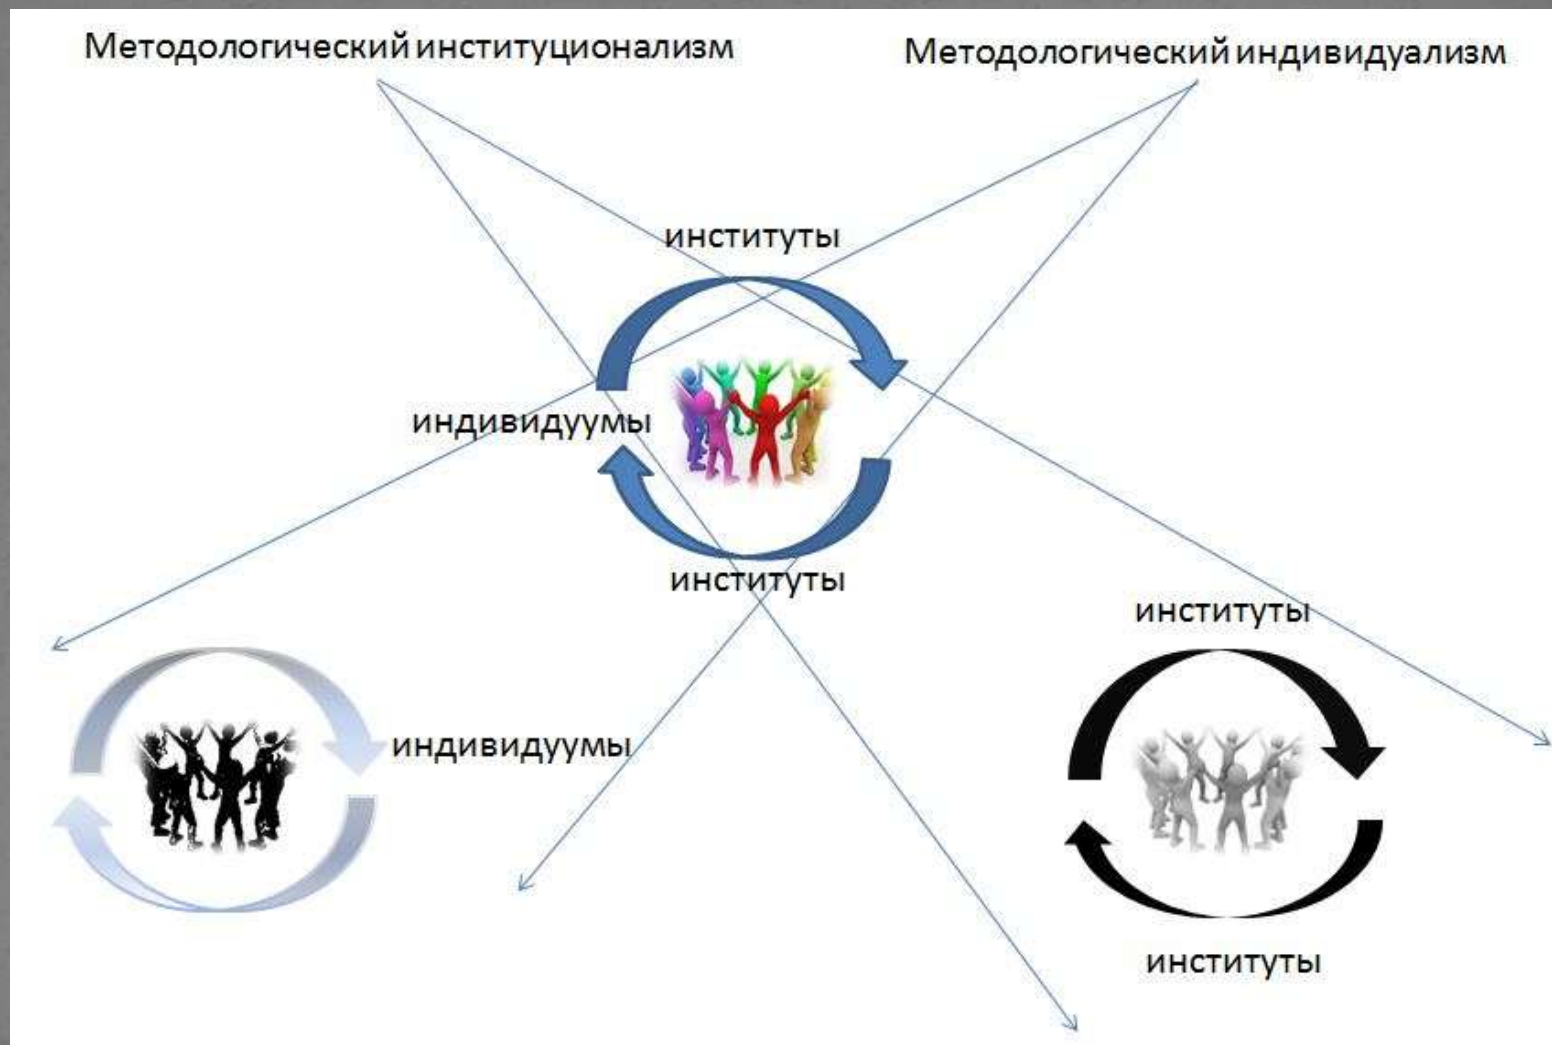 Методологический институционализм
Методологический индивидуализм
институты
индивидуумы
институты
институты
индивидуумы
институты